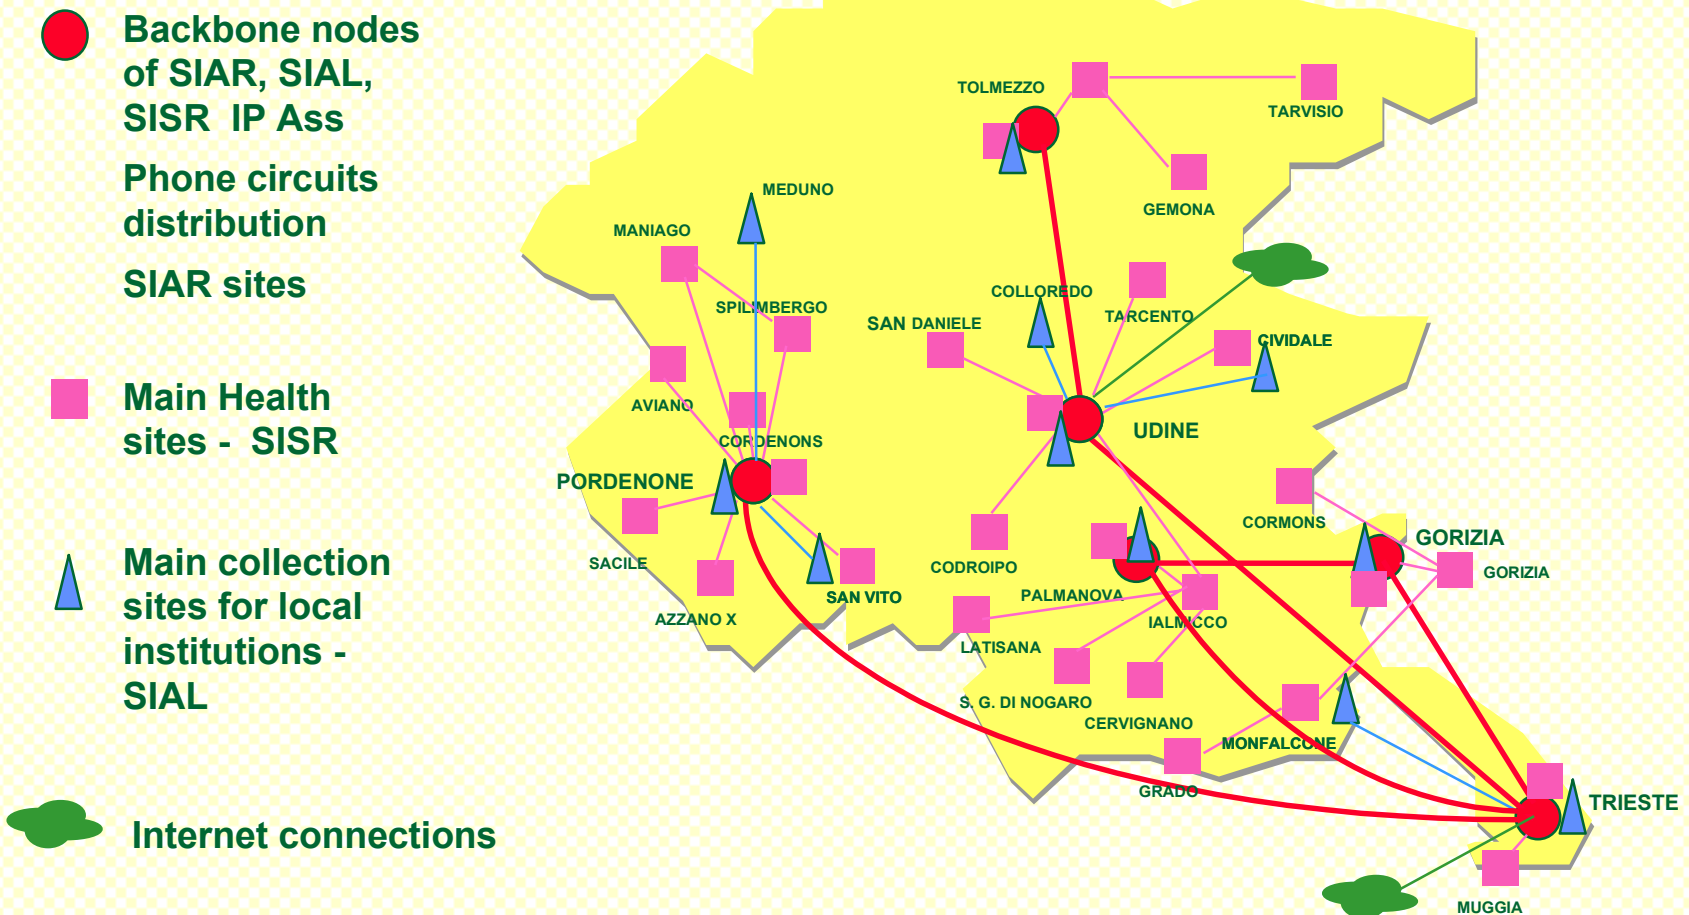 Backbone nodes
of SIAR, SIAL,
SISR IP Ass
Phone circuits
distribution
SIAR sites
Main Health
sites - SISR
Main collection
sites for local
institutions -
SIAL
Internet connections
TOLMEZZO
TARVISIO
GEMONA
MEDUNO
MANIAGO
SPILIMBERGO
COLLOREDO
TARCENTO
SAN DANIELE
CIVIDALE
AVIANO
CORDENONS
UDINE
PORDENONE
CORMONS
GORIZIA
SACILE
CODROIPO
GORIZIA
PALMANOVA
SAN VITO
AZZANO X
IALMICCO
LATISANA
S. G. DI NOGARO
CERVIGNANO
MONFALCONE
GRADO
TRIESTE
MUGGIA